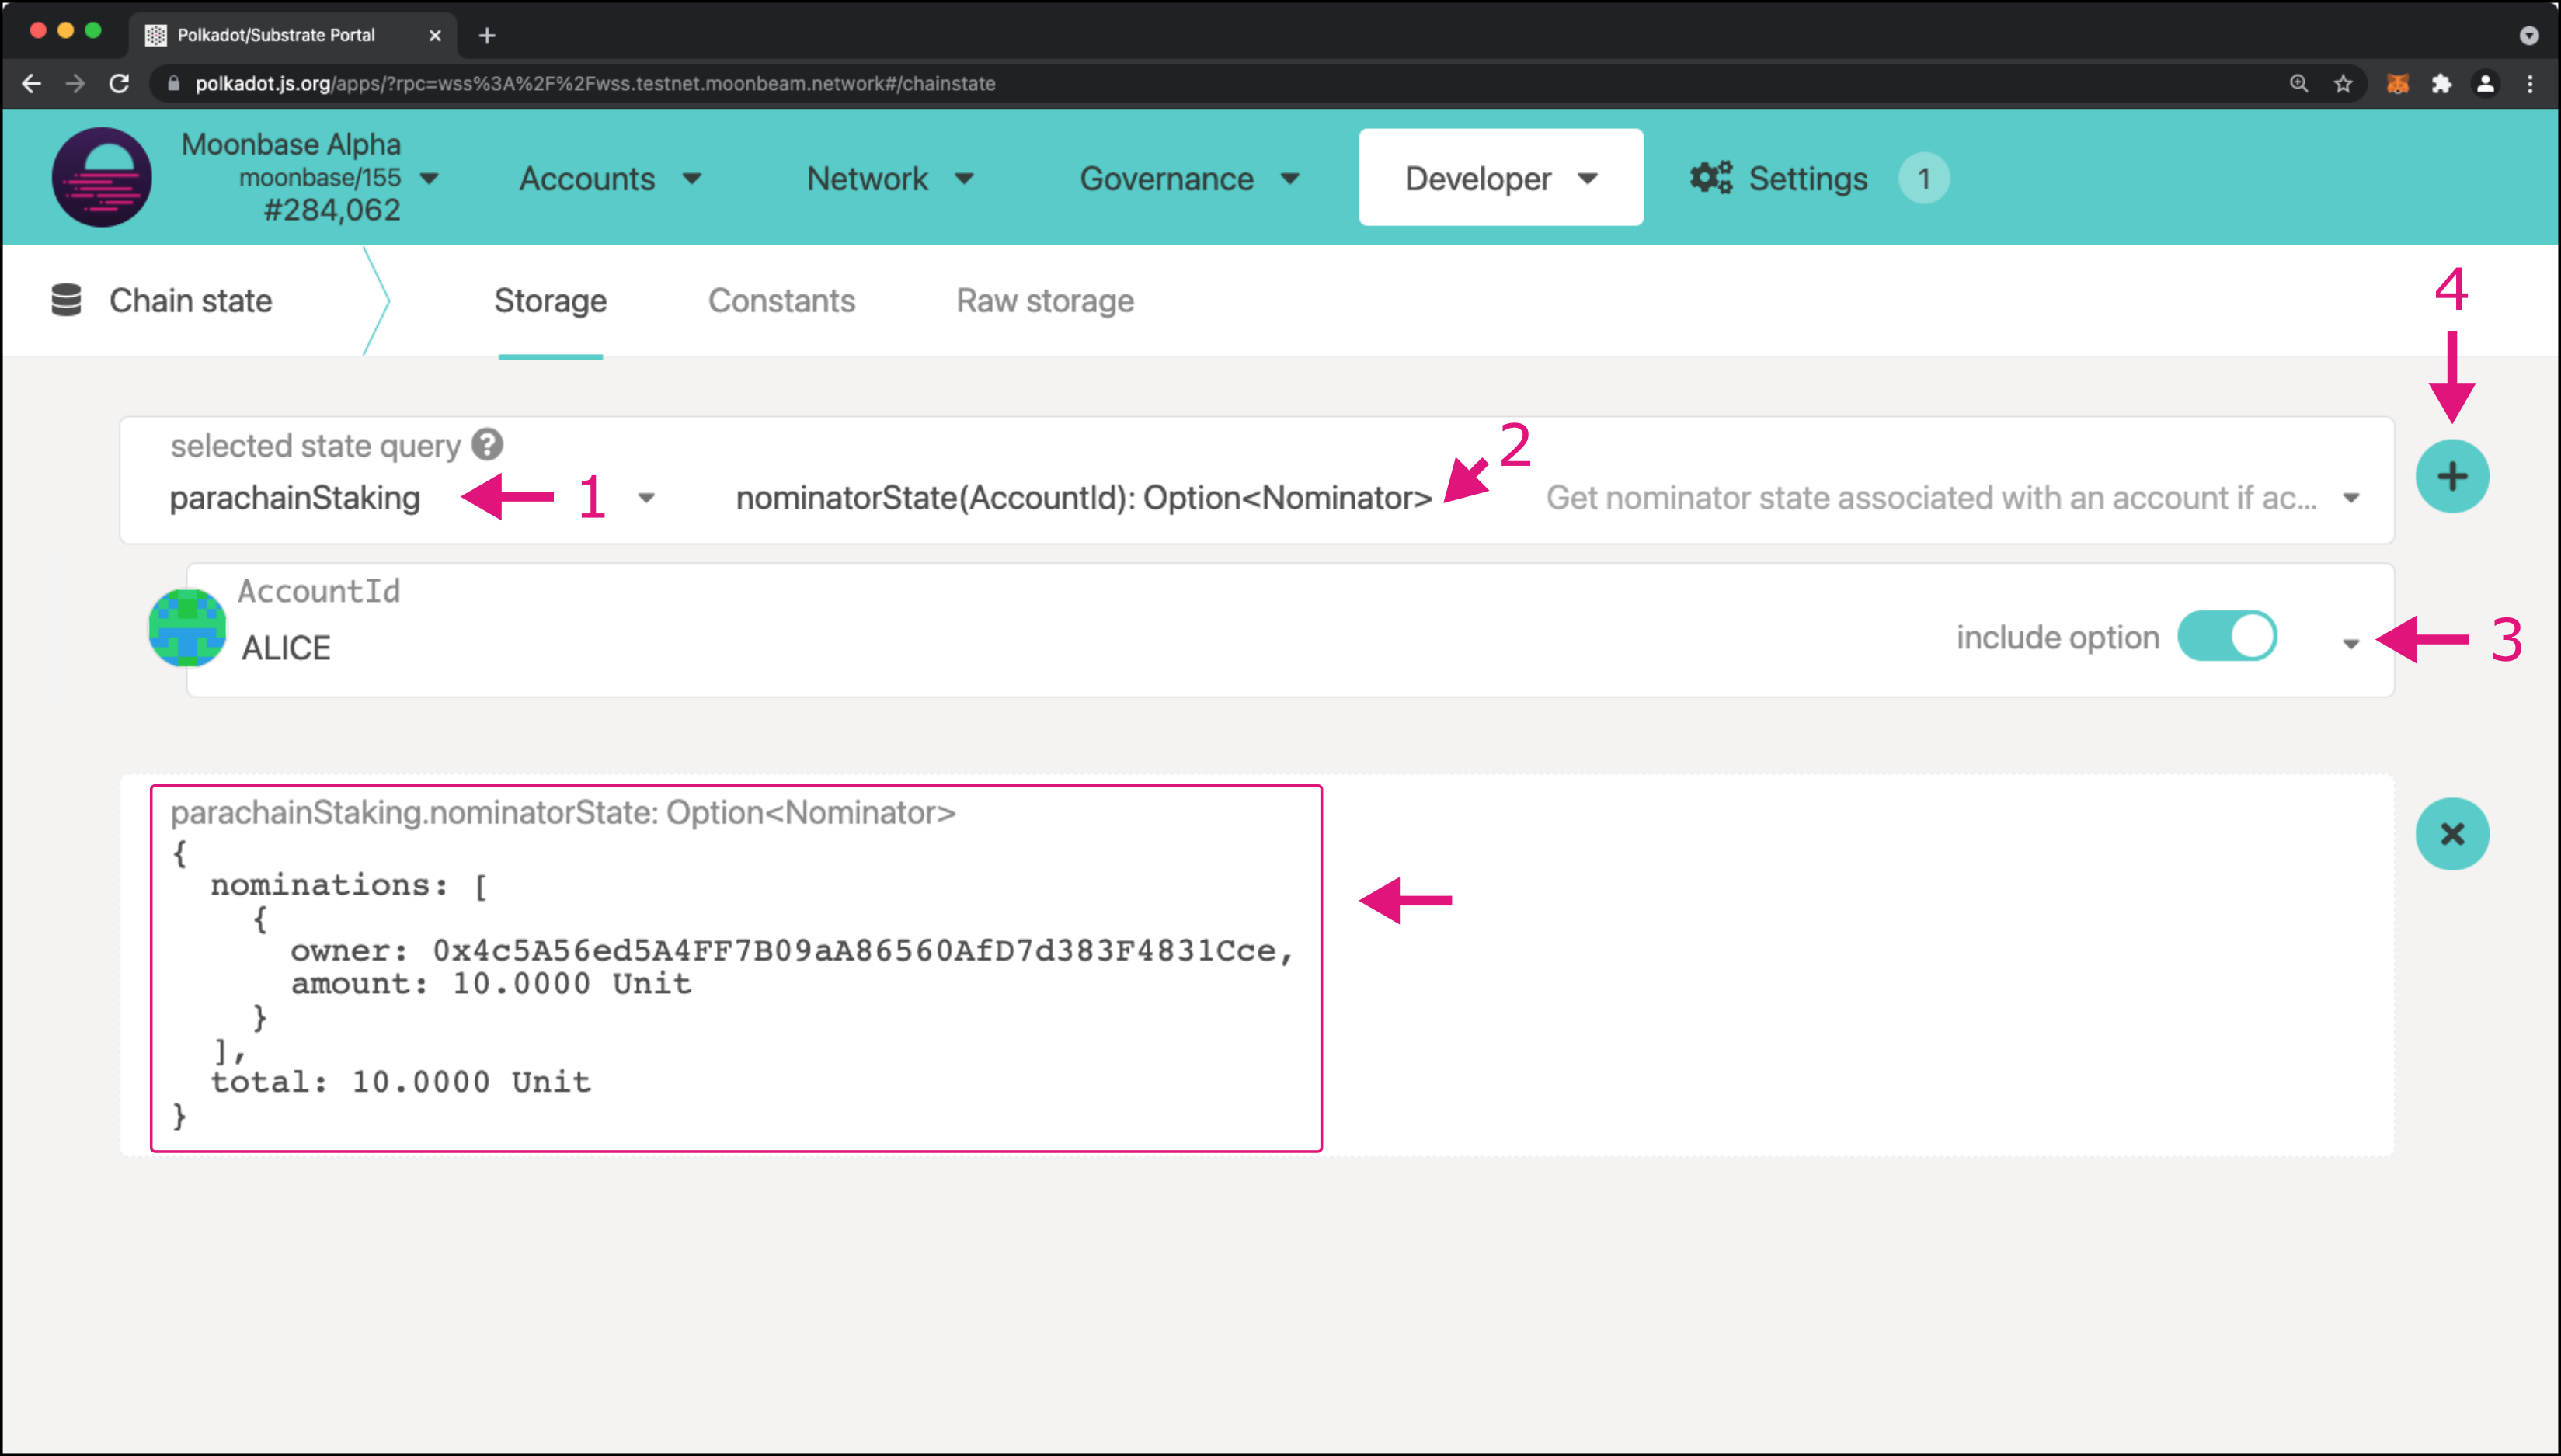 Polkadot/Substrate Portal
polkadot.js.org/apps/?rpc=wss%3A%2F%2Fwss.testnet.moonbeam.network#/chainstate
Moonbase Alpha
moonbase/155
#284,062
Accounts
Network
Governance
Developer
Settings
1
Chain state
Storage
Constants
Raw storage
4
selected state query ?
parachainStaking
1
nominatorState(AccountId): Option<Nominator>
2
Get nominator state associated with an account if ac...
AccountId
ALICE
include option
3
parachainStaking.nominatorState: Option<Nominator>
{
nominations: [
{
owner: 0x4c5A56ed5A4FF7B09aA86560AfD7d383F4831Cce,
amount: 10.0000 Unit
}
],
total: 10.0000 Unit
}